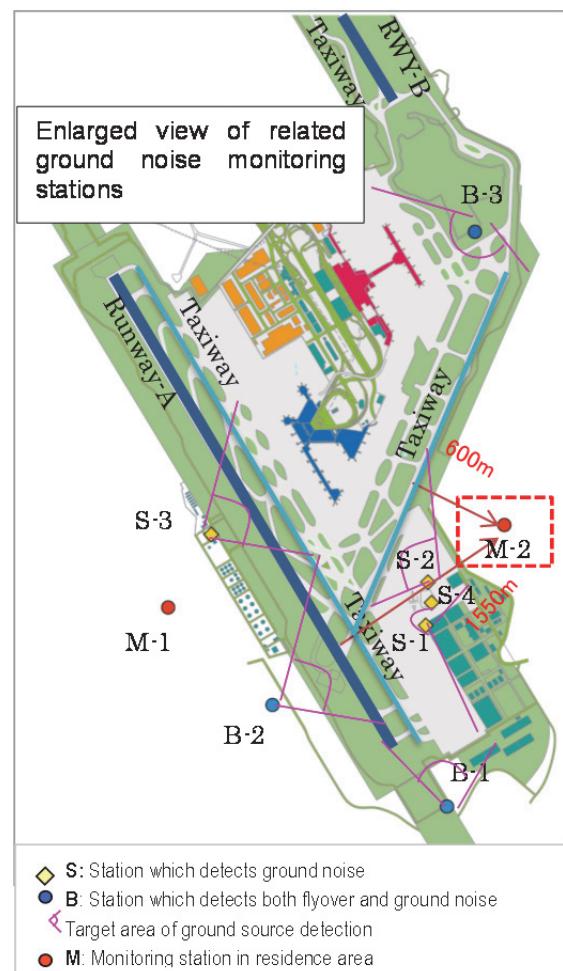 Taxiway
RWY-B
Enlarged view of related
ground noise monitoring
stations
B-3
Runway-A
Taxiway
Taxiway
600m
S-3
S-2
M-2
S-4
1550m
M-1
S-1
Taxiway
B-2
B-1
S: Station which detects ground noise
B: Station which detects both flyover and ground noise
Target area of ground source detection
M: Monitoring station in residence area